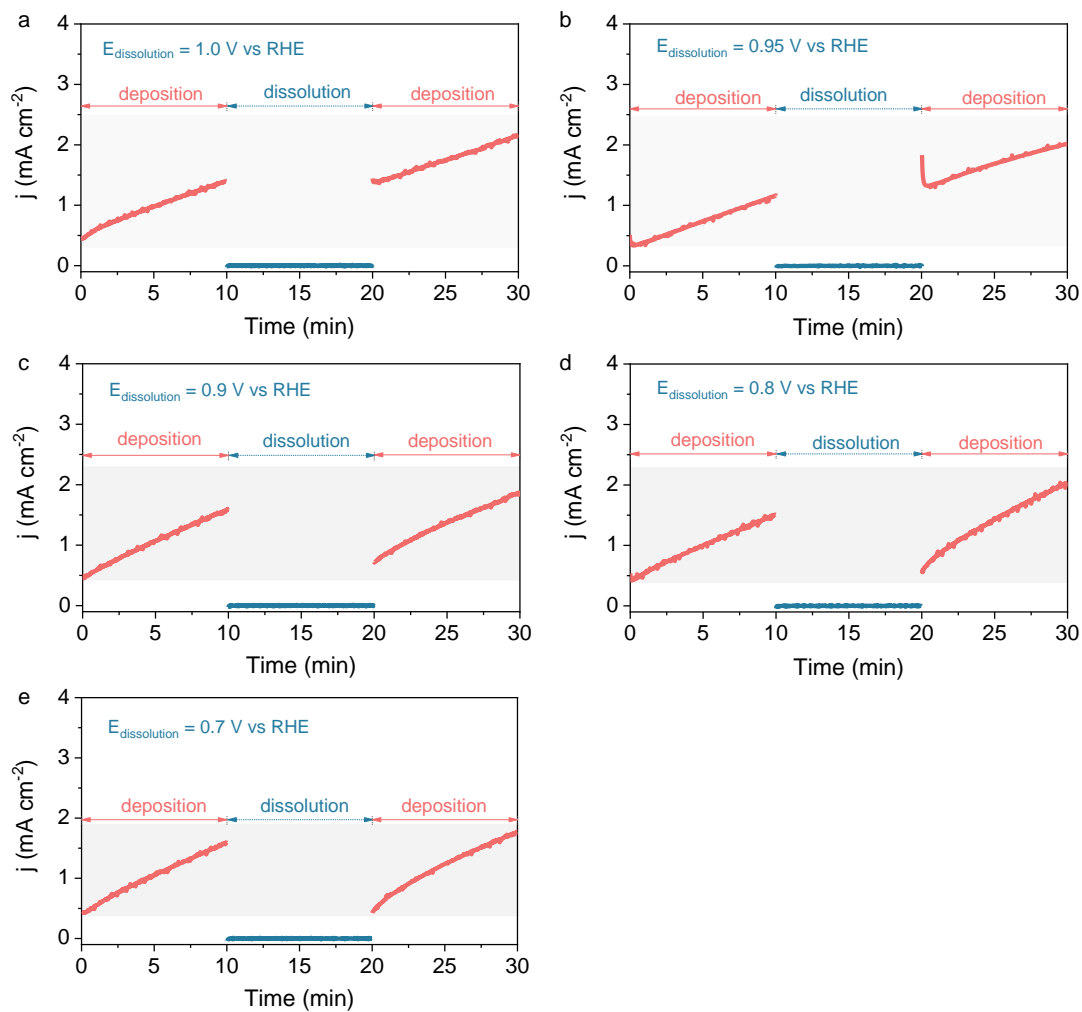 a
E dissolution = 1.0 V vs RHE
deposition dissolution deposition
j (mA cm-2)
4
3
2
1
0
0 5 10 15 20 25 30
Time (min)
b
E dissolution = 0.95 V vs RHE
deposition dissolution deposition
j (mA cm-2)
4
3
2
1
0
0 5 10 15 20 25 30
Time (min)
c
E dissolution = 0.9 V vs RHE
deposition dissolution deposition
j (mA cm-2)
4
3
2
1
0
0 5 10 15 20 25 30
Time (min)
d
E dissolution = 0.8 V vs RHE
deposition dissolution deposition
j (mA cm-2)
4
3
2
1
0
0 5 10 15 20 25 30
Time (min)
e
E dissolution = 0.7 V vs RHE
deposition dissolution deposition
j (mA cm-2)
4
3
2
1
0
0 5 10 15 20 25 30
Time (min)